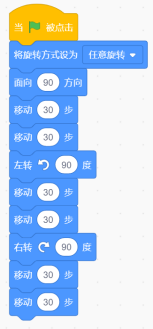 当 被点击
将旋转方式设为 任意旋转
面向 90 方向
移动 30 步
移动 30 步
左转 90 度
移动 30 步
移动 30 步
右转 90 度
移动 30 步
移动 30 步